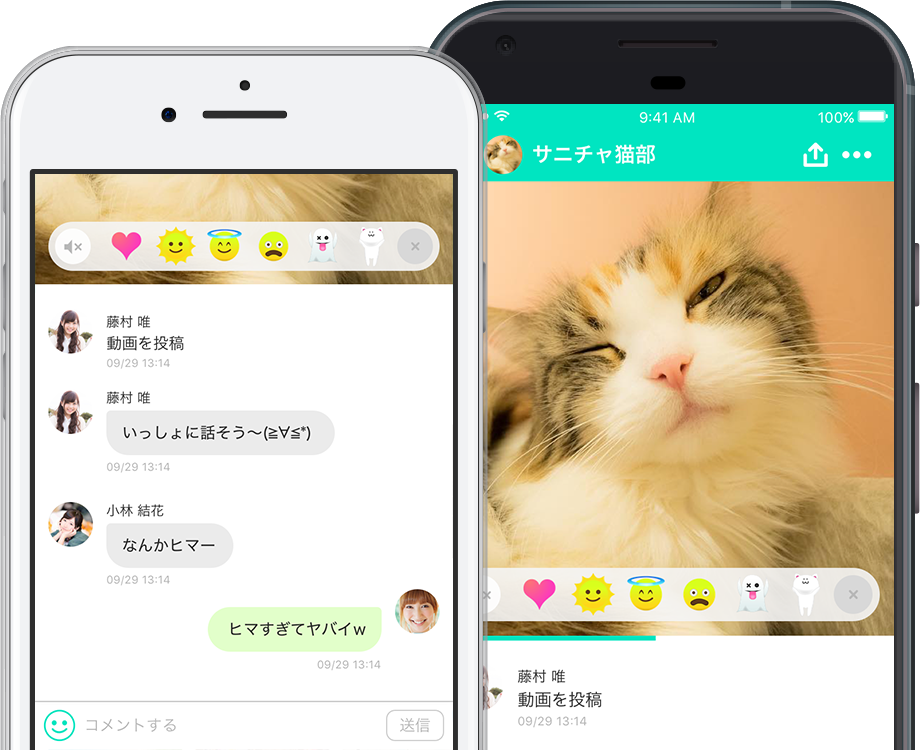 藤村 唯
動画を投稿
09/29 13:14
藤村 唯
いっしょに話そう〜(≧∀≦*)
09/29 13:14
小林 結花
なんかヒマー
09/29 13:14
ヒマすぎてヤバイw
09/29 13:14
コメントする
送信
9:41 AM
100%
サニチャ猫部
藤村 唯
動画を投稿
09/29 13:14